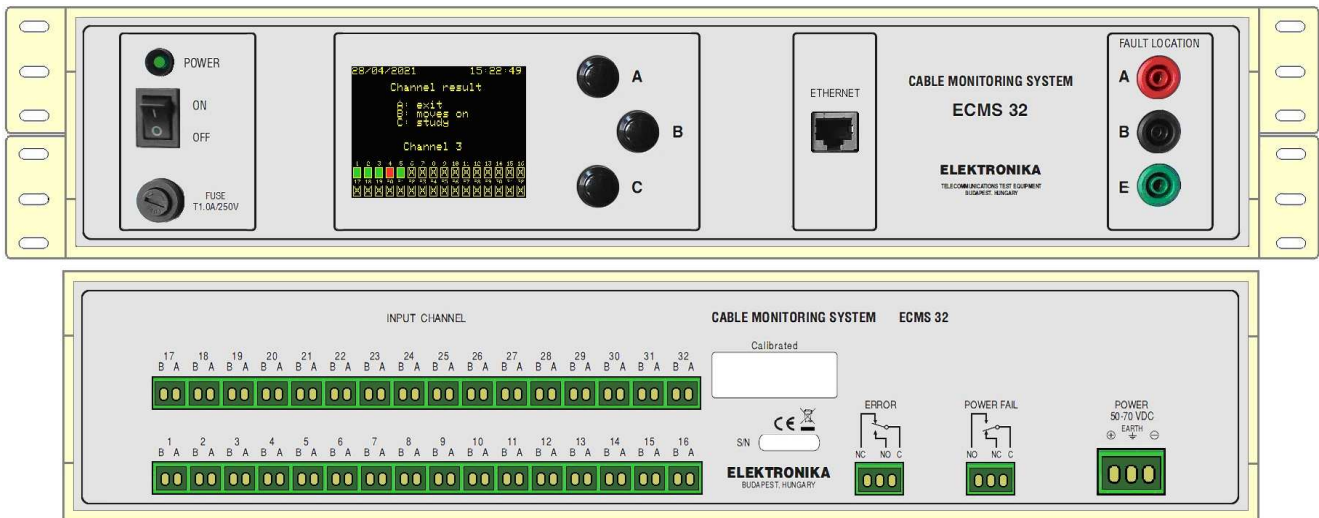 POWER
ON
OFF
FUSE
T1.0A/250V
28/04/2021 15:22:49
Channel result
A: exit
B: moves on
C: study
Channel 3
1 2 3 4 5 6 7 8 9 10 11 12 13 14 15 16
A
B
C
ETHERNET
CABLE MONITORING SYSTEM
ECMS 32
ELEKTRONIKA
TELECOMMUNICATIONS TEST EQUIPMENT
BUDAPEST, HUNGARY
FAULT LOCATION
A
B
E
INPUT CHANNEL
17 18 19 20 21 22 23 24 25 26 27 28 29 30 31 32
B A B A B A B A B A B A B A B A B A B A B A B A B A B A B A B A
1 2 3 4 5 6 7 8 9 10 11 12 13 14 15 16
B A B A B A B A B A B A B A B A B A B A B A B A B A B A B A B A
CABLE MONITORING SYSTEM ECMS 32
Calibrated
CE
S/N
ELEKTRONIKA
BUDAPEST, HUNGARY
ERROR
NC NO C
POWER FAIL
NO NC C
POWER
50-70 VDC
EARTH